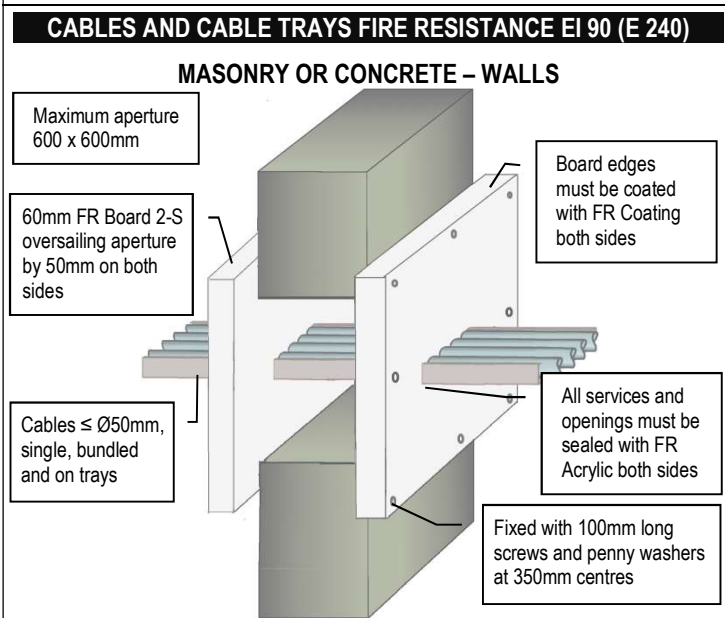 CABLES AND CABLE TRAYS FIRE RESISTANCE EI 90 (E 240)
MASONRY OR CONCRETE – WALLS
Maximum aperture
600 x 600mm
60mm FR Board 2-S
oversailing aperture
by 50mm on both
sides
Cables ≤ Ø50mm,
single, bundled
and on trays
Board edges
must be coated
with FR Coating
both sides
All services and
openings must be
sealed with FR
Acrylic both sides
Fixed with 100mm long
screws and penny washers
at 350mm centres